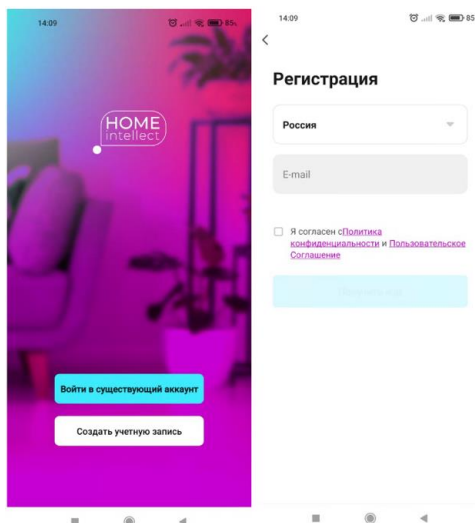 14:09
85%
HOME
intellect
Войти в существующий аккаунт
Создать учетную запись
14:09
85
Регистрация
Россия
E-mail
Я согласен сПолитика
конфиденциальности и Пользовательское
Соглашение